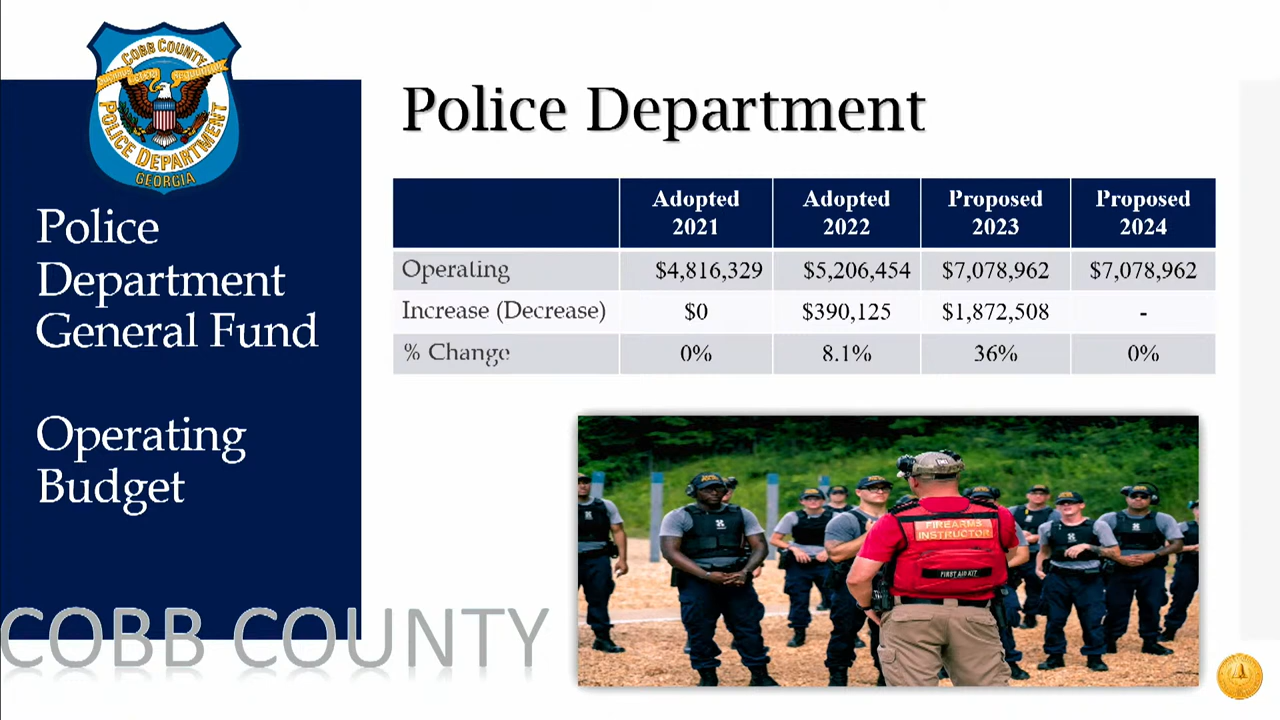 COBB COUNTY
POLICE DEPARTMENT
GEORGIA
Police
Department
General Fund
Operating
Budget
Police Department
Adopted 2021 Adopted 2022 Proposed 2023 Proposed 2024
Operating $4,816,329 $5,206,454 $7,078,962 $7,078,962
Increase (Decrease) $0 $390,125 $1,872,508 -
% Change 0% 8.1% 36% 0%
FIREARMS
INSTRUCTOR
FIRST AID KIT
COBB COUNTY